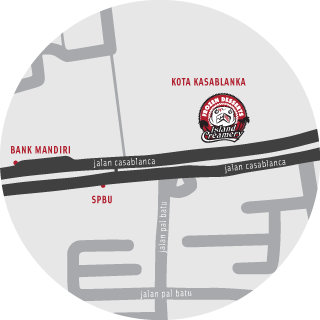 KOTA KASABLANKA
FROZEN DESSERTS
Island
Creamery
BANK MANDIRI
jalan casablanca
jalan casablanca
SPBU
jalan pal batu
jalan pal batu